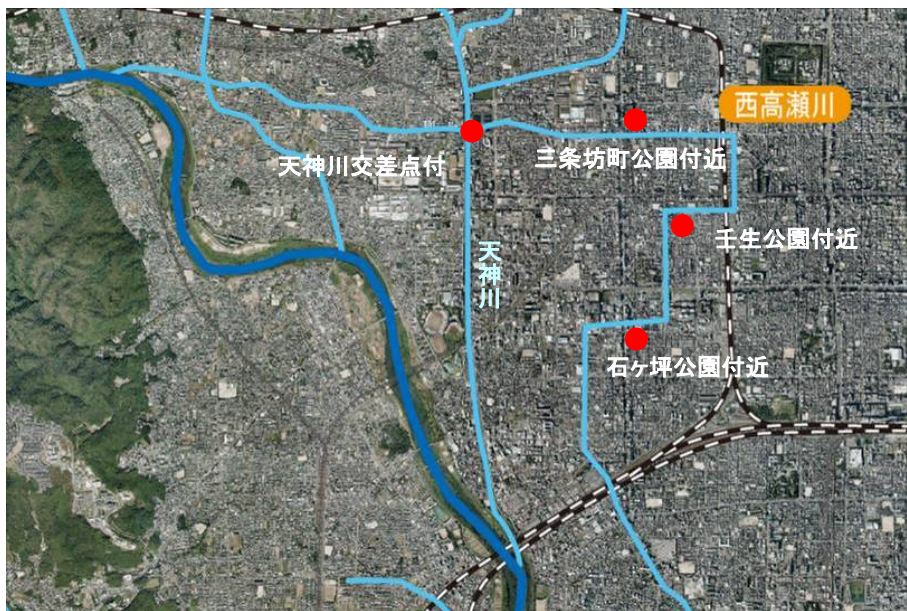 西高瀬川
三条坊町公園付近
天神川交差点付
壬生公園付近
天神川
石ヶ坪公園付近